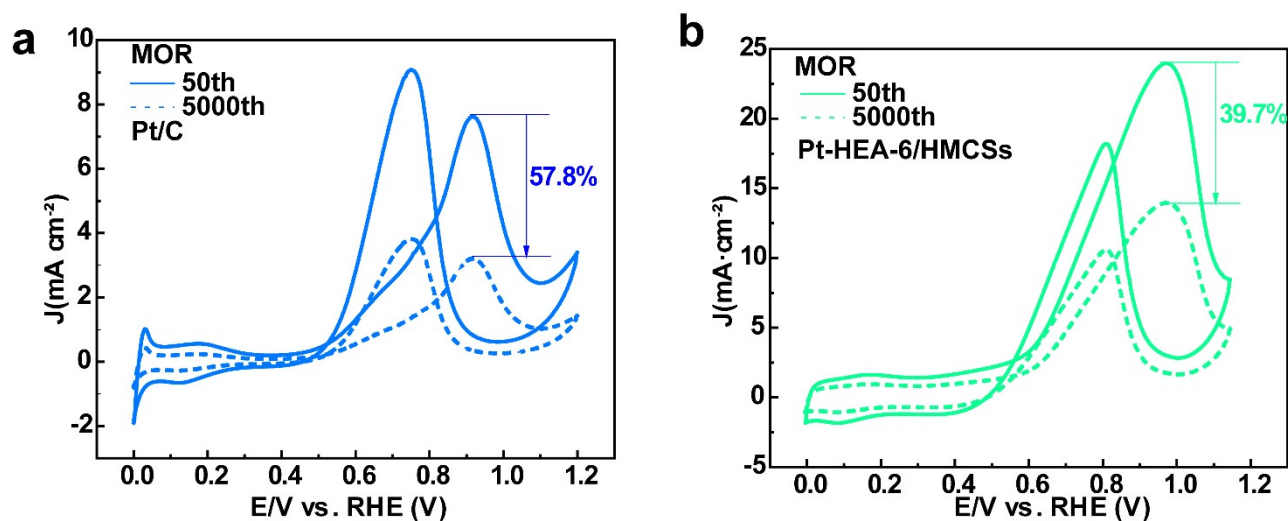 a
MOR
50th
5000th
Pt/C
57.8%
J(mA cm⁻²)
10
8
6
4
2
0
-2
0.0 0.2 0.4 0.6 0.8 1.0 1.2
E/V vs. RHE (V)
b
MOR
50th
5000th
Pt-HEA-6/HMCSs
39.7%
J(mA·cm⁻²)
25
20
15
10
5
0
-5
0.0 0.2 0.4 0.6 0.8 1.0 1.2
E/V vs. RHE (V)